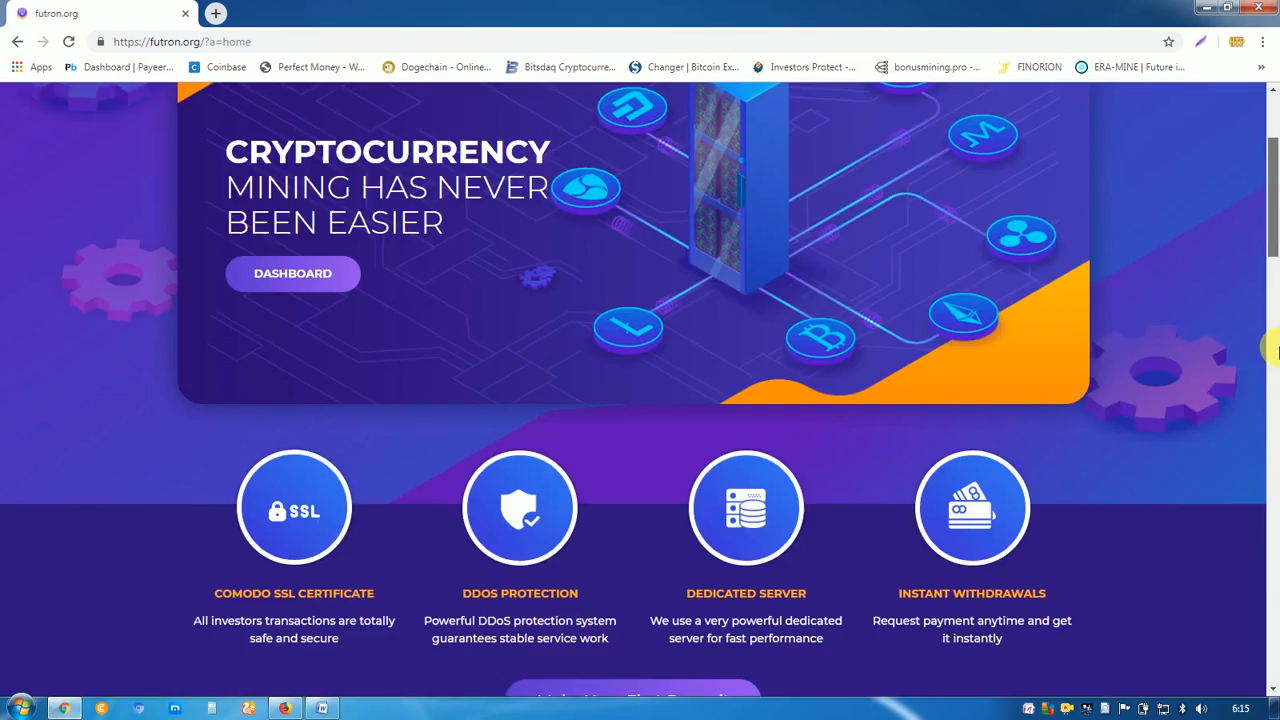 futron.org
https://futron.org/?a=home
Apps
Dashboard | Payeer...
Coinbase
Perfect Money - W...
Dogechain - Online...
Bitsdaq Cryptocurre...
Changer | Bitcoin Ex...
Investors Protect -...
bonusmining.pro -...
FINORION
ERA-MINE | Future i...
CRYPTOCURRENCY
MINING HAS NEVER
BEEN EASIER
DASHBOARD
SSL
COMODO SSL CERTIFICATE
All investors transactions are totally
safe and secure
DDOS PROTECTION
Powerful DDoS protection system
guarantees stable service work
DEDICATED SERVER
We use a very powerful dedicated
server for fast performance
INSTANT WITHDRAWALS
Request payment anytime and get
it instantly
6:15